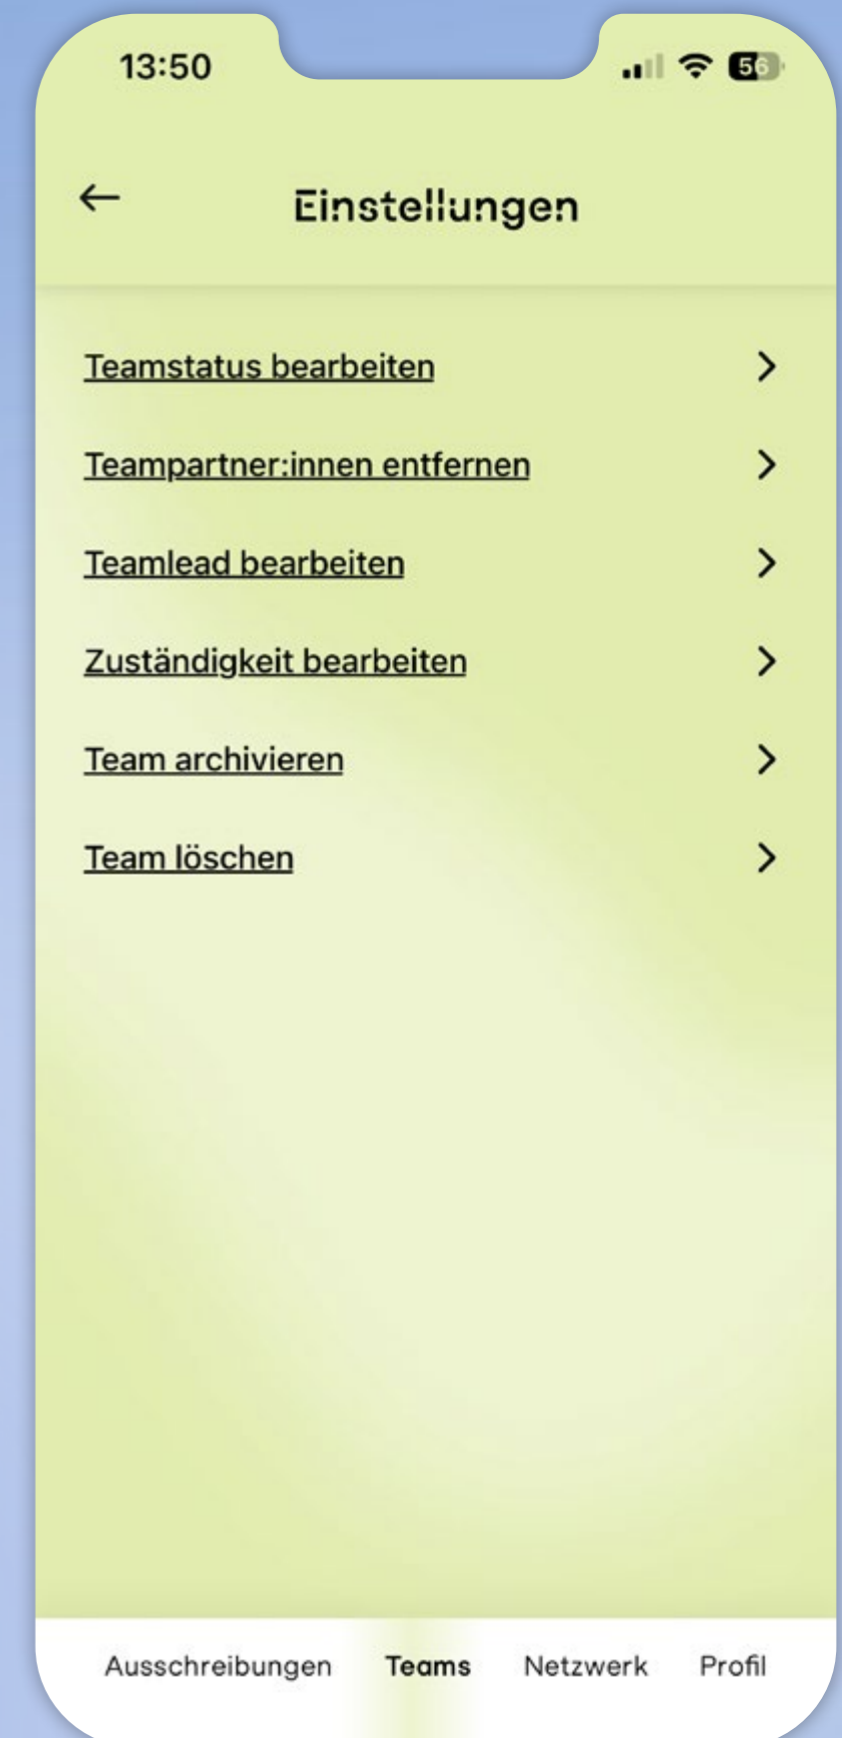 13:50
56
Einstellungen
Teamstatus bearbeiten
Teampartner:innen entfernen
Teamlead bearbeiten
Zuständigkeit bearbeiten
Team archivieren
Team löschen
Ausschreibungen Teams Netzwerk Profil